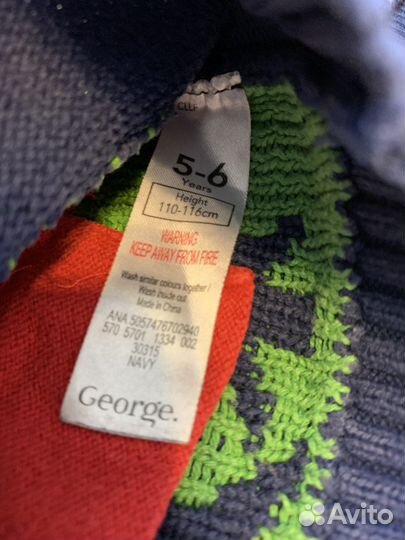 CLLF
5-6
Years
Height
110-116cm
WARNING
KEEP AWAY FROM FIRE
Wash similar colours together /
Wash inside out
Made in China
ANA 5057476702940
570 5701 1334 002
30315
NAVY
George.
Avito